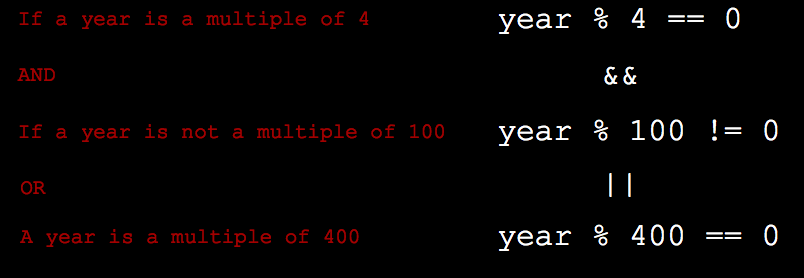 If a year is a multiple of 4 year % 4 == 0
AND &&
If a year is not a multiple of 100 year % 100 != 0
OR ||
A year is a multiple of 400 year % 400 == 0